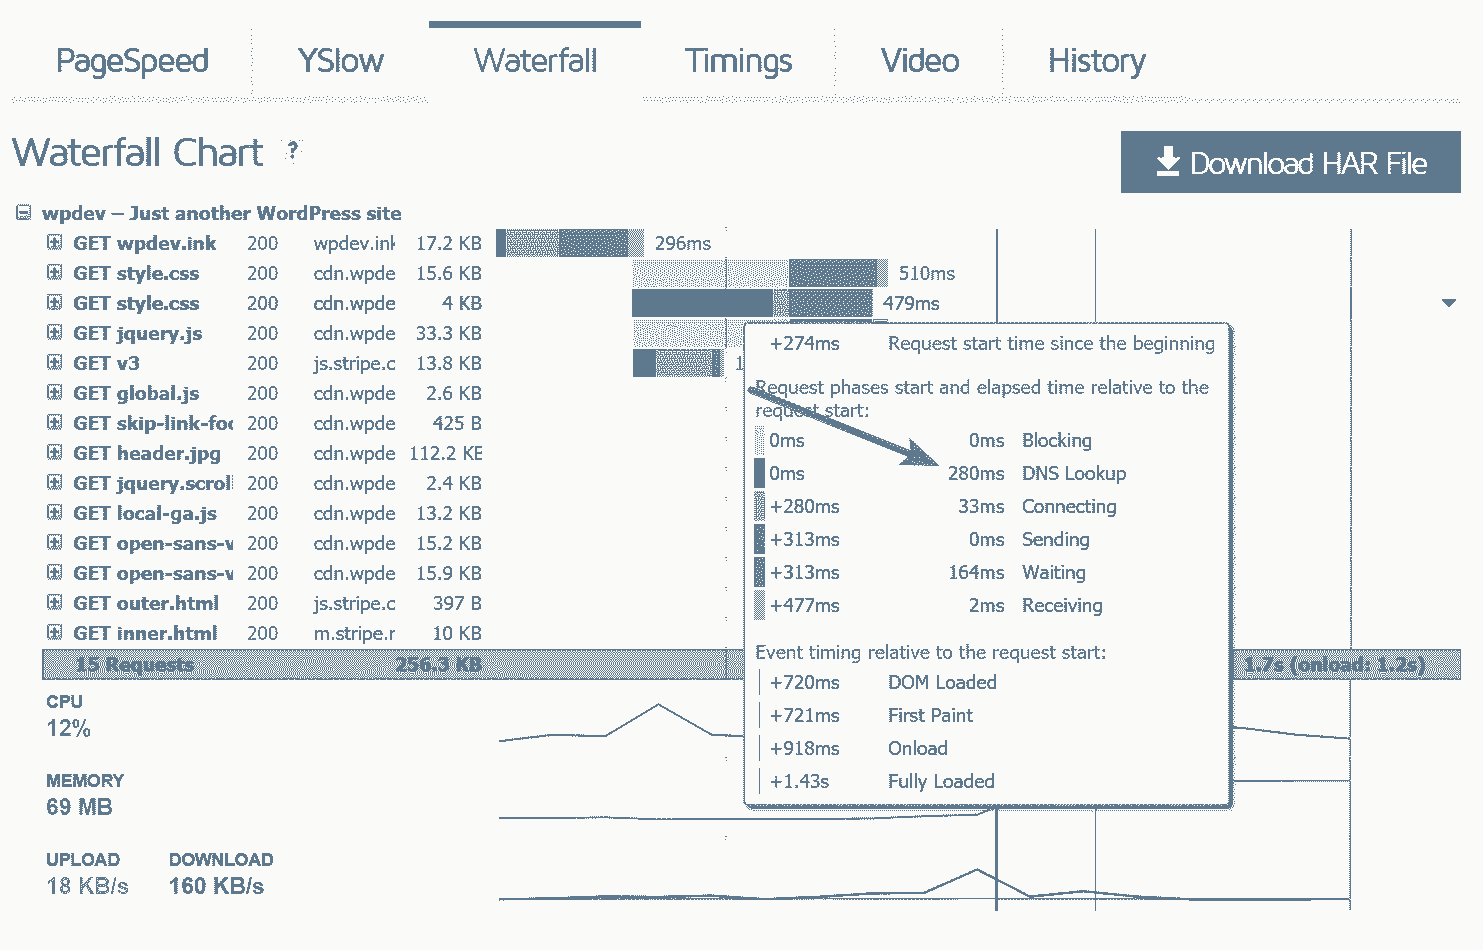 PageSpeed YSlow Waterfall Timings Video History
Waterfall Chart ?
Download HAR File
wpdev – Just another WordPress site
GET wpdev.ink 200 wpdev.ink 17.2 KB 296ms
GET style.css 200 cdn.wpde 15.6 KB 510ms
GET style.css 200 cdn.wpde 4 KB 479ms
GET jquery.js 200 cdn.wpde 33.3 KB
GET v3 200 js.stripe.c 13.8 KB 1
GET global.js 200 cdn.wpde 2.6 KB
GET skip-link-foc 200 cdn.wpde 425 B
GET header.jpg 200 cdn.wpde 112.2 KB
GET jquery.scrol 200 cdn.wpde 2.4 KB
GET local-ga.js 200 cdn.wpde 13.2 KB
GET open-sans-v 200 cdn.wpde 15.2 KB
GET open-sans-v 200 cdn.wpde 15.9 KB
GET outer.html 200 js.stripe.c 397 B
GET inner.html 200 m.stripe.r 10 KB
15 Requests 256.3 KB 1.7s (onload: 1.2s)
+274ms Request start time since the beginning
Request phases start and elapsed time relative to the
request start:
0ms 0ms Blocking
0ms 280ms DNS Lookup
+280ms 33ms Connecting
+313ms 0ms Sending
+313ms 164ms Waiting
+477ms 2ms Receiving
Event timing relative to the request start:
+720ms DOM Loaded
+721ms First Paint
+918ms Onload
+1.43s Fully Loaded
CPU
12%
MEMORY
69 MB
UPLOAD DOWNLOAD
18 KB/s 160 KB/s